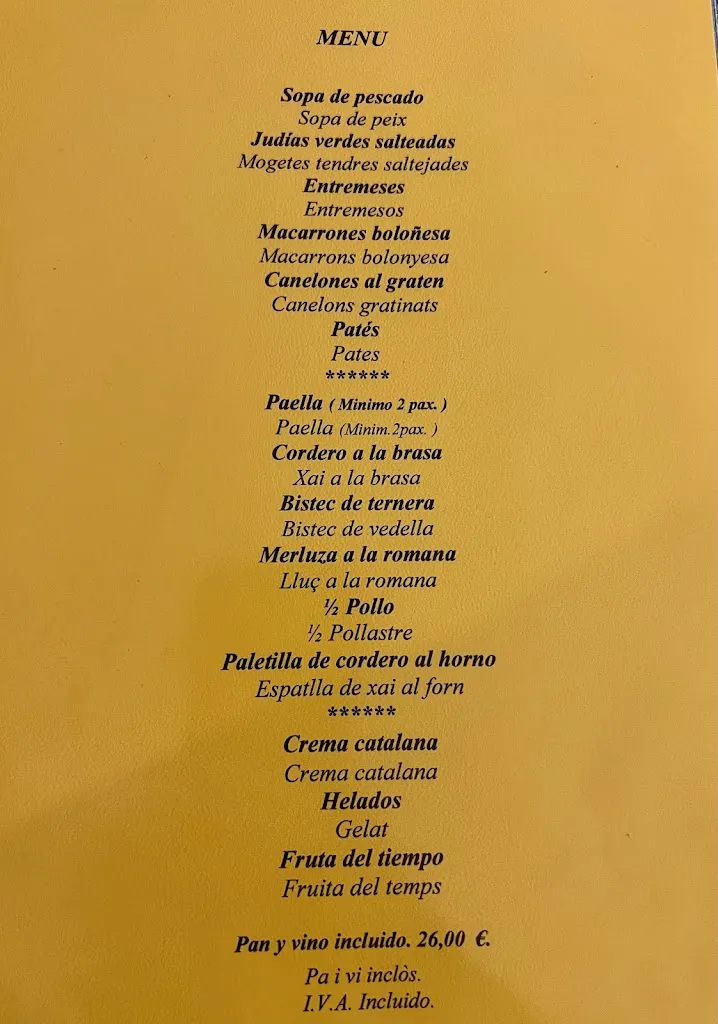 MENU
Sopa de pescado
Sopa de peix
Judías verdes salteadas
Mogetes tendres saltejades
Entremeses
Entremesos
Macarrones boloñesa
Macarrons bolonyesa
Canelones al graten
Canelons gratinats
Patés
Pates
******
Paella ( Minimo 2 pax. )
Paella (Minim.2pax. )
Cordero a la brasa
Xai a la brasa
Bistec de ternera
Bistec de vedella
Merluza a la romana
Lluç a la romana
½ Pollo
½ Pollastre
Paletilla de cordero al horno
Espatlla de xai al forn
******
Crema catalana
Crema catalana
Helados
Gelat
Fruta del tiempo
Fruita del temps
Pan y vino incluido. 26,00 €.
Pa i vi inclòs.
I.V.A. Incluido.